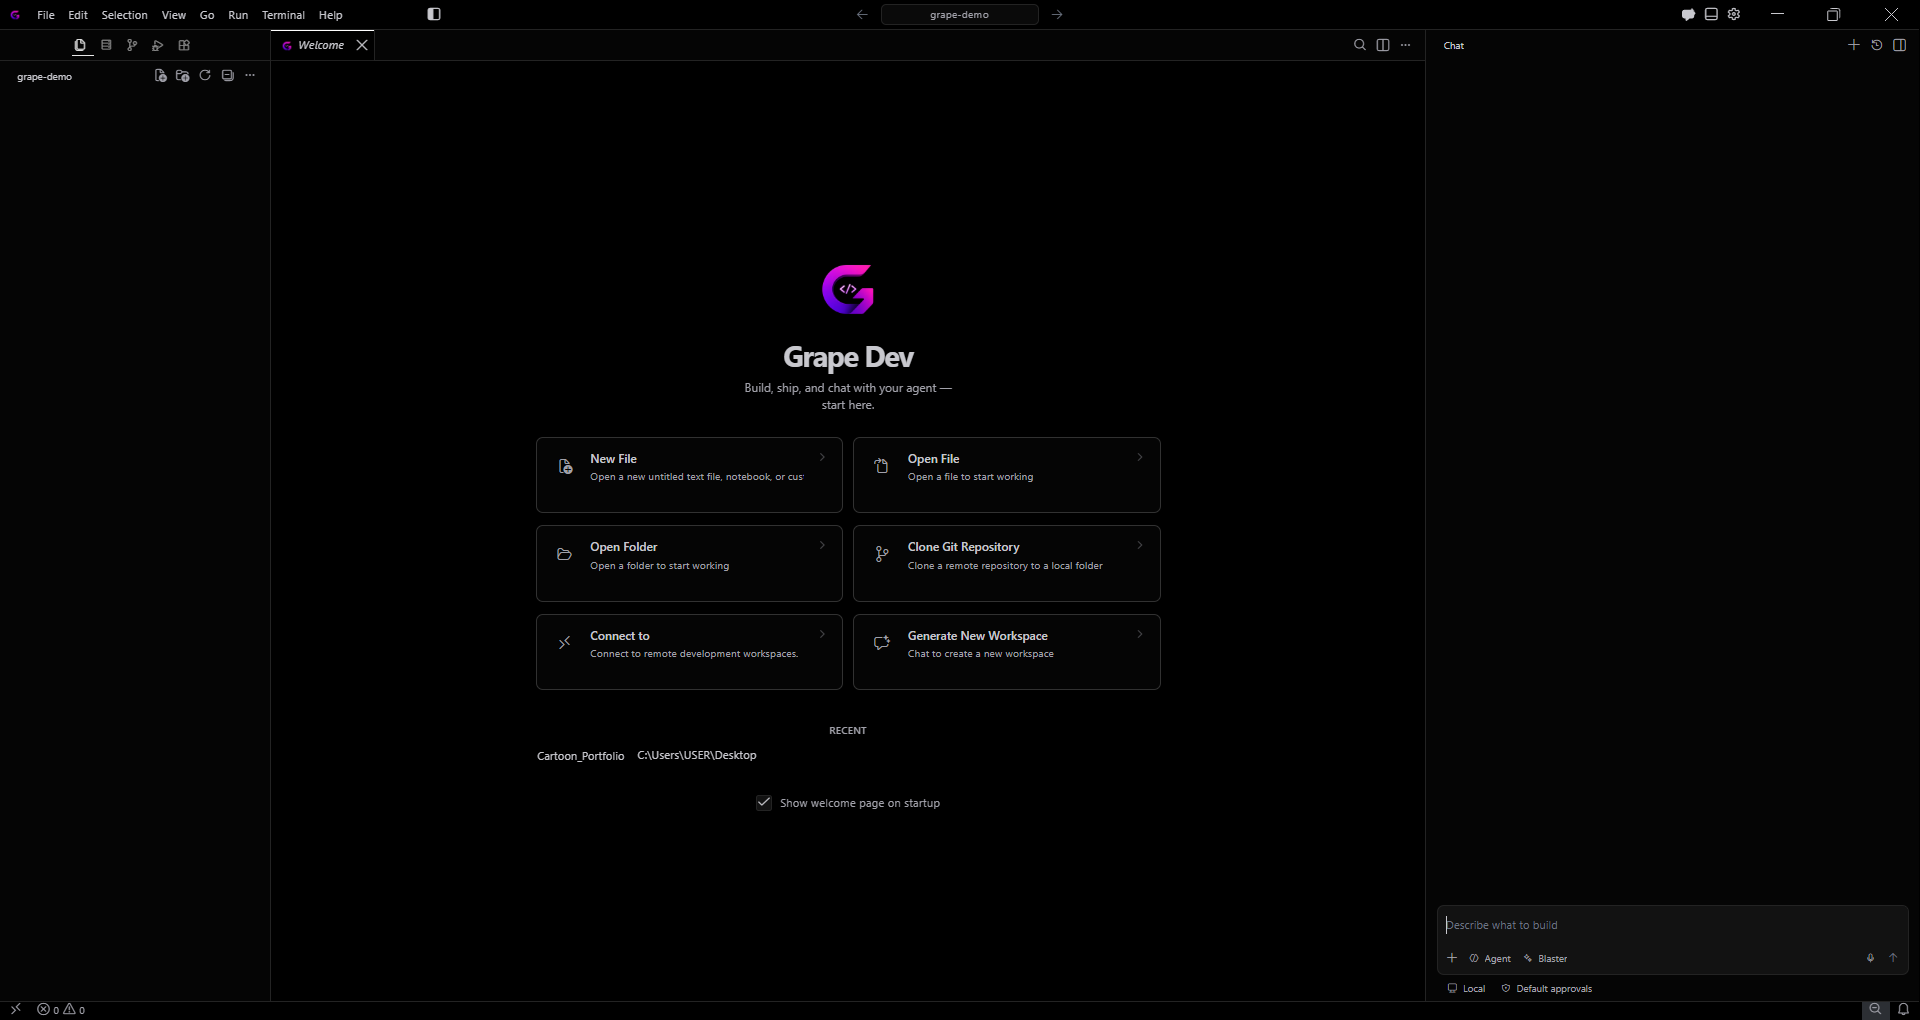 File Edit Selection View Go Run Terminal Help
grape-demo
Welcome
Chat
grape-demo
</>
Grape Dev
Build, ship, and chat with your agent —
start here.
New File
Open a new untitled text file, notebook, or cus
Open File
Open a file to start working
Open Folder
Open a folder to start working
Clone Git Repository
Clone a remote repository to a local folder
Connect to
Connect to remote development workspaces.
Generate New Workspace
Chat to create a new workspace
RECENT
Cartoon_Portfolio C:\Users\USER\Desktop
Show welcome page on startup
Describe what to build
Agent Blaster
Local Default approvals
0 0